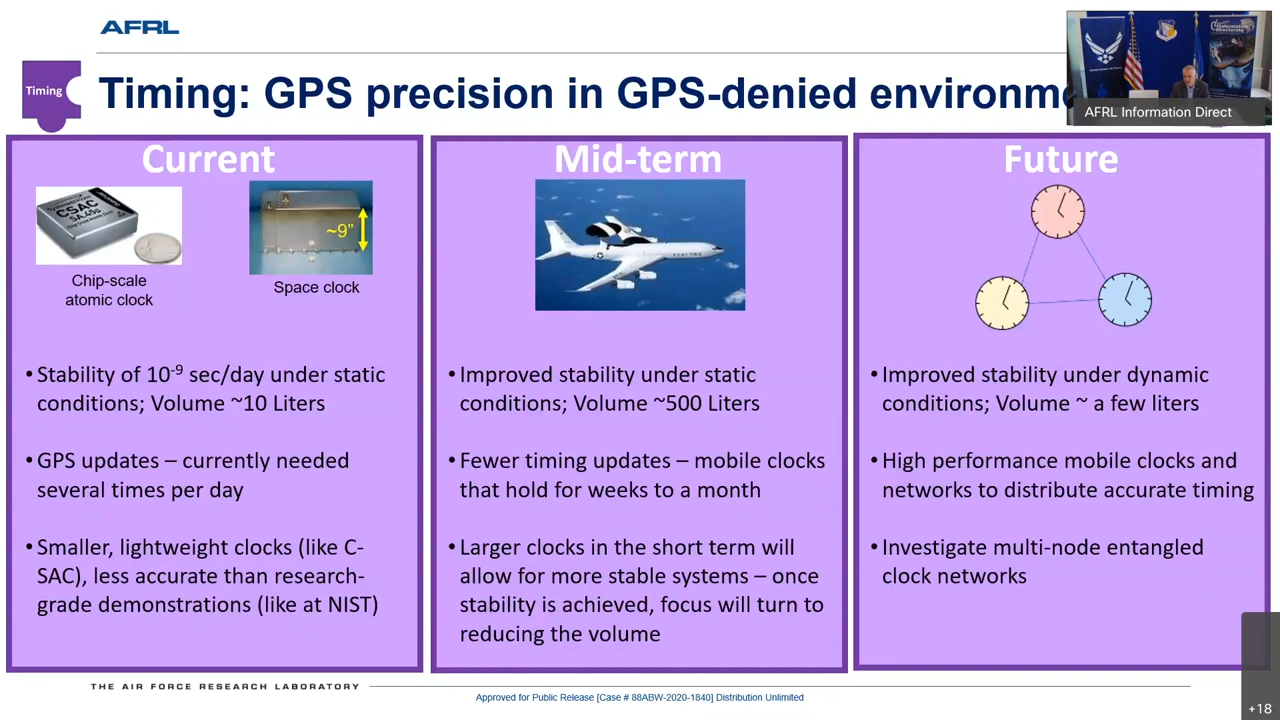 AFRL
Timing
Timing: GPS precision in GPS-denied environm
AFRL Information Direct
Current
CSAC
SA.45s
~9”
Chip-scale
atomic clock
Space clock
•Stability of 10-9 sec/day under static
conditions; Volume ~10 Liters
•GPS updates – currently needed
several times per day
•Smaller, lightweight clocks (like C-
SAC), less accurate than research-
grade demonstrations (like at NIST)
Mid-term
•Improved stability under static
conditions; Volume ~500 Liters
•Fewer timing updates – mobile clocks
that hold for weeks to a month
•Larger clocks in the short term will
allow for more stable systems – once
stability is achieved, focus will turn to
reducing the volume
Future
•Improved stability under dynamic
conditions; Volume ~ a few liters
•High performance mobile clocks and
networks to distribute accurate timing
•Investigate multi-node entangled
clock networks
THE AIR FORCE RESEARCH LABORATORY
Approved for Public Release [Case # 88ABW-2020-1840] Distribution Unlimited
+18